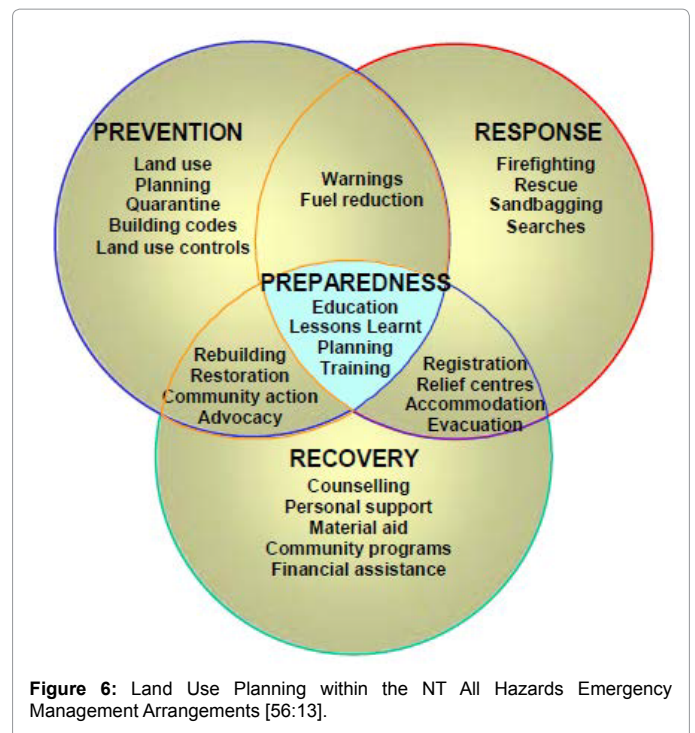 PREVENTION
Land use
Planning
Quarantine
Building codes
Land use controls
Warnings
Fuel reduction
RESPONSE
Firefighting
Rescue
Sandbagging
Searches
PREPAREDNESS
Education
Lessons Learnt
Planning
Training
Rebuilding
Restoration
Community action
Advocacy
Registration
Relief centres
Accommodation
Evacuation
RECOVERY
Counselling
Personal support
Material aid
Community programs
Financial assistance
Figure 6: Land Use Planning within the NT All Hazards Emergency
Management Arrangements [56:13].